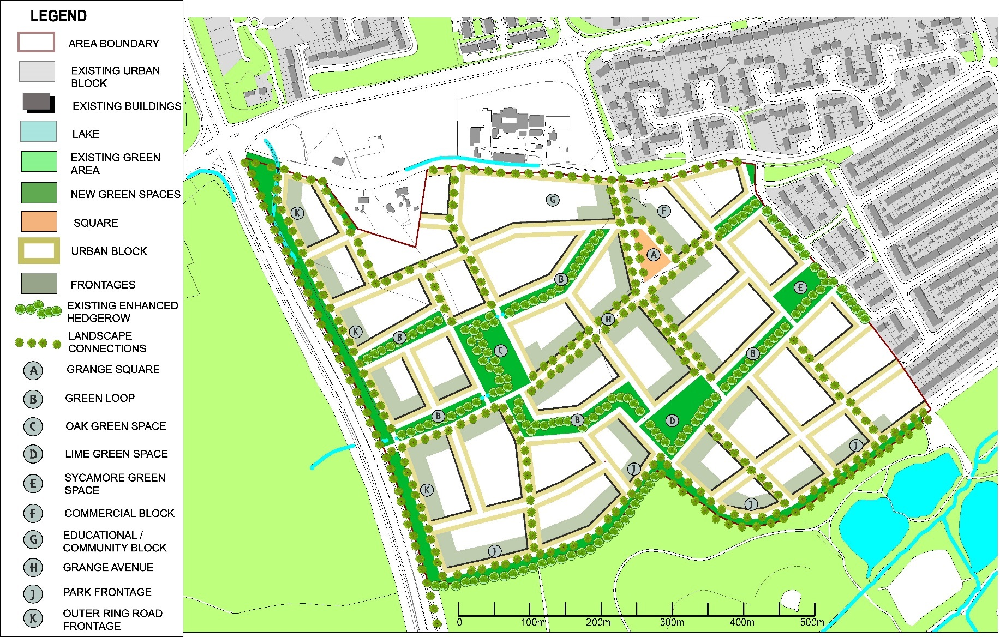 LEGEND
AREA BOUNDARY
EXISTING URBAN
BLOCK
EXISTING BUILDINGS
LAKE
EXISTING GREEN
AREA
NEW GREEN SPACES
SQUARE
URBAN BLOCK
FRONTAGES
EXISTING ENHANCED
HEDGEROW
LANDSCAPE
CONNECTIONS
A GRANGE SQUARE
B GREEN LOOP
C OAK GREEN SPACE
D LIME GREEN SPACE
E SYCAMORE GREEN
SPACE
F COMMERCIAL BLOCK
G EDUCATIONAL /
COMMUNITY BLOCK
H GRANGE AVENUE
J PARK FRONTAGE
K OUTER RING ROAD
FRONTAGE
G
K
F
A
B
E
H
K
B
C
B
B
B
D
J
J
K
J
J
0 100m 200m 300m 400m 500m